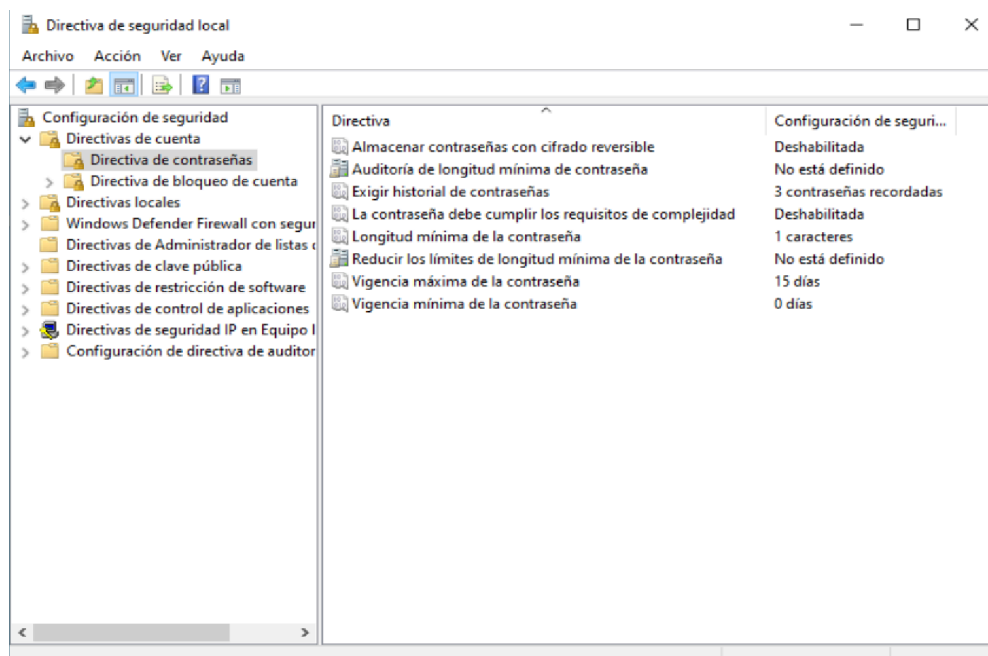 Directiva de seguridad local
Archivo Acción Ver Ayuda
Configuración de seguridad
Directivas de cuenta
Directiva de contraseñas
Directiva de bloqueo de cuenta
Directivas locales
Windows Defender Firewall con segur
Directivas de Administrador de listas
Directivas de clave pública
Directivas de restricción de software
Directivas de control de aplicaciones
Directivas de seguridad IP en Equipo l
Configuración de directiva de auditor
Directiva Configuración de seguri...
Almacenar contraseñas con cifrado reversible Deshabilitada
Auditoría de longitud mínima de contraseña No está definido
Exigir historial de contraseñas 3 contraseñas recordadas
La contraseña debe cumplir los requisitos de complejidad Deshabilitada
Longitud mínima de la contraseña 1 caracteres
Reducir los límites de longitud mínima de la contraseña No está definido
Vigencia máxima de la contraseña 15 días
Vigencia mínima de la contraseña 0 días